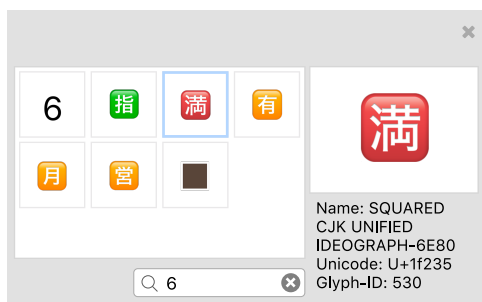 6 指 満 有
月 営
満
Name: SQUARED
CJK UNIFIED
IDEOGRAPH-6E80
Unicode: U+1f235
Glyph-ID: 530
6